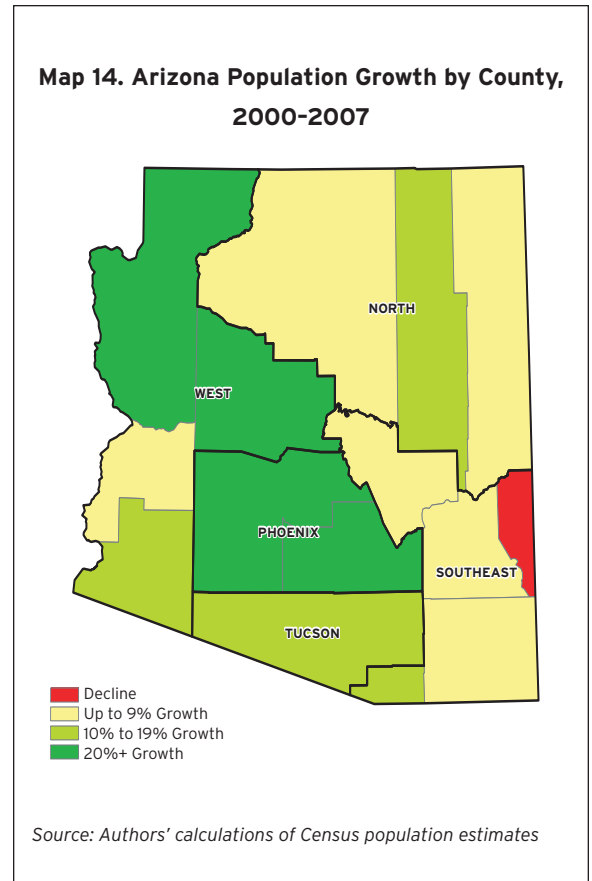 Map 14. Arizona Population Growth by County,
2000-2007
NORTH
WEST
PHOENIX
SOUTHEAST
TUCSON
Decline
Up to 9% Growth
10% to 19% Growth
20%+ Growth
Source: Authors' calculations of Census population estimates